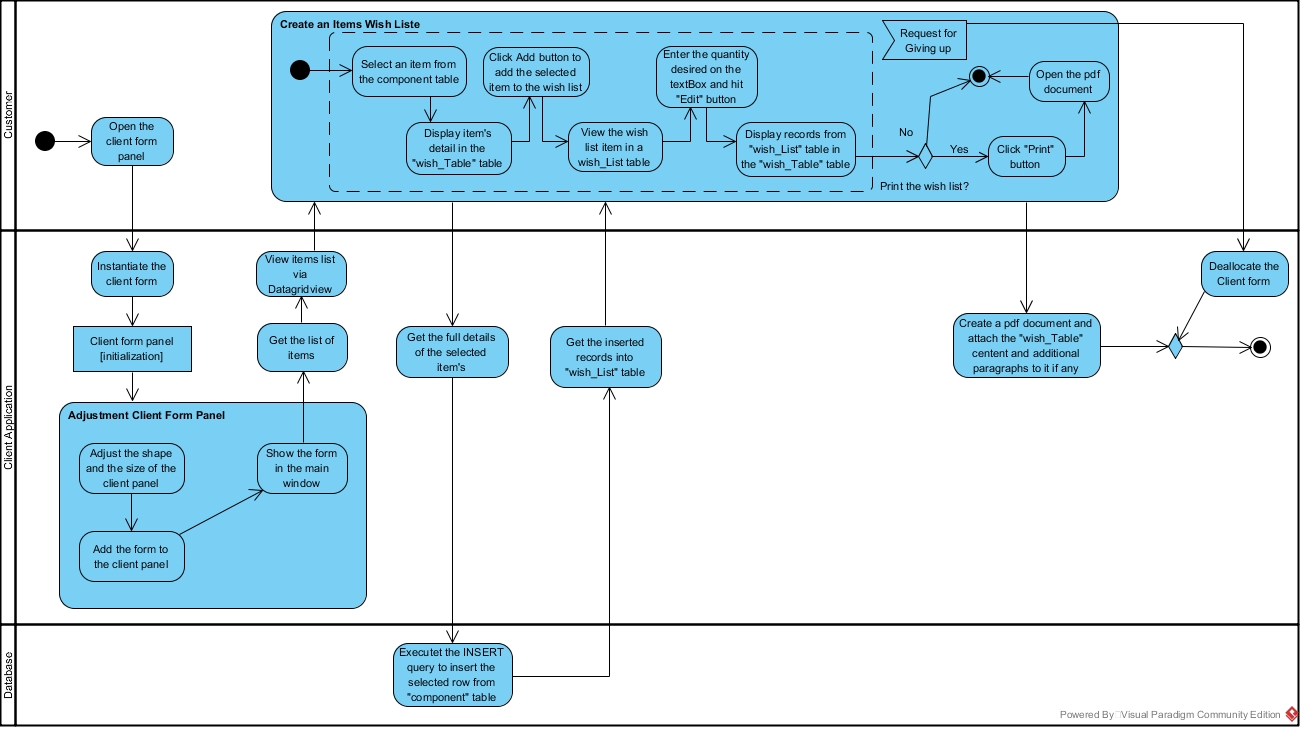 Customer
Create an Items Wish Liste
Request for
Giving up
Select an item from
the component table
Click Add button to
add the selected
item to the wish list
Enter the quantity
desired on the
textBox and hit
"Edit" button
Open the pdf
document
Open the
client form
panel
Display item's
detail in the
"wish_Table" table
View the wish
list item in a
wish_List table
Display records from
"wish_List" table in
the "wish_Table" table
No
Yes
Click "Print"
button
Print the wish list?
Client Application
Instantiate the
client form
View items list
via
Datagridview
Deallocate the
Client form
Client form panel
[initialization]
Get the list of
items
Get the full details
of the selected
item's
Get the inserted
records into
"wish_List" table
Create a pdf document and
attach the "wish_Table"
centent and additional
paragraphs to it if any
Adjustment Client Form Panel
Adjust the shape
and the size of the
client panel
Show the form
in the main
window
Add the form to
the client panel
Database
Executet the INSERT
query to insert the
selected row from
"component" table
Powered By Visual Paradigm Community Edition